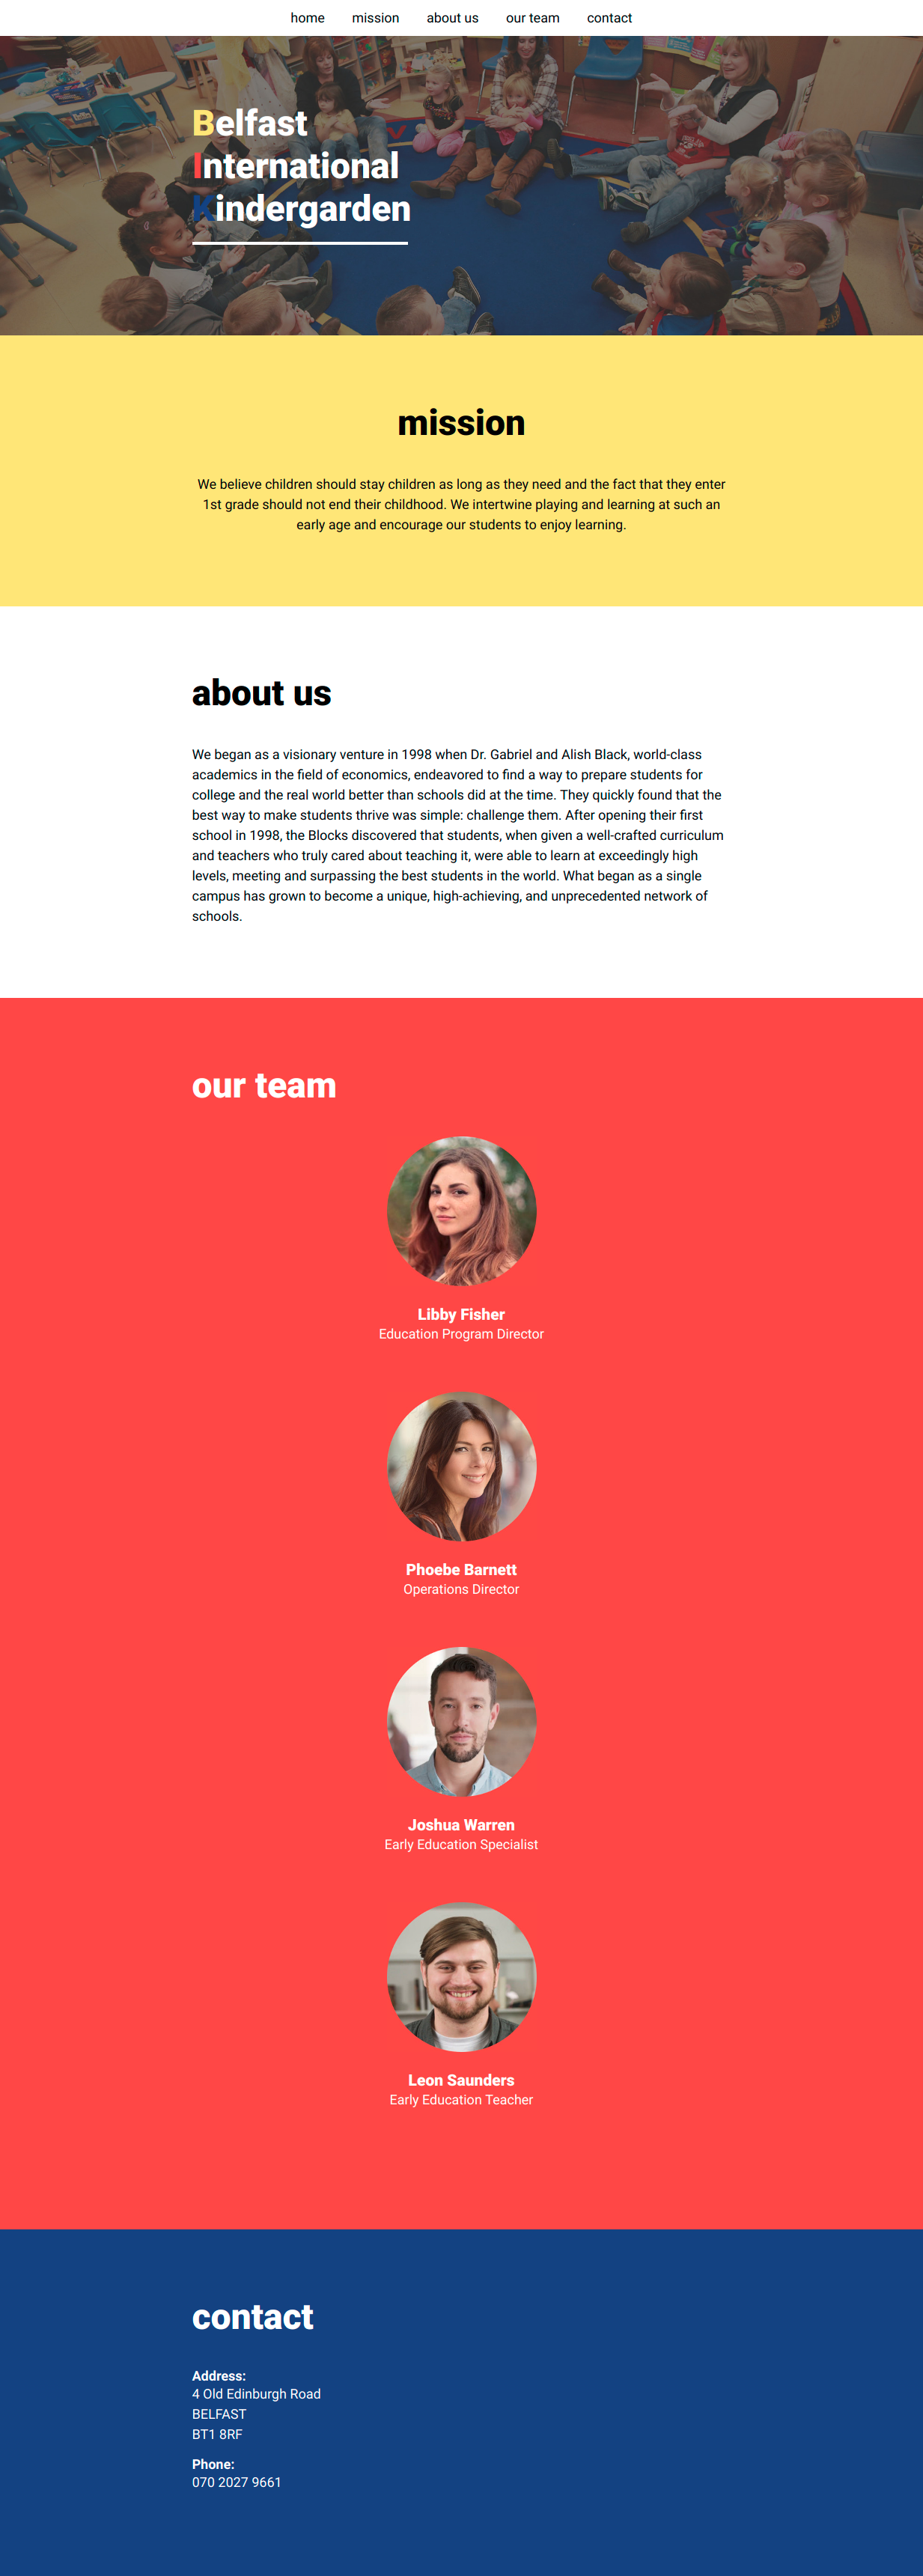 home mission about us our team contact
Belfast
International
Kindergarden
mission
We believe children should stay children as long as they need and the fact that they enter
1st grade should not end their childhood. We intertwine playing and learning at such an
early age and encourage our students to enjoy learning.
about us
We began as a visionary venture in 1998 when Dr. Gabriel and Alish Black, world-class
academics in the field of economics, endeavored to find a way to prepare students for
college and the real world better than schools did at the time. They quickly found that the
best way to make students thrive was simple: challenge them. After opening their first
school in 1998, the Blocks discovered that students, when given a well-crafted curriculum
and teachers who truly cared about teaching it, were able to learn at exceedingly high
levels, meeting and surpassing the best students in the world. What began as a single
campus has grown to become a unique, high-achieving, and unprecedented network of
schools.
our team
Libby Fisher
Education Program Director
Phoebe Barnett
Operations Director
Joshua Warren
Early Education Specialist
Leon Saunders
Early Education Teacher
contact
Address:
4 Old Edinburgh Road
BELFAST
BT1 8RF
Phone:
070 2027 9661